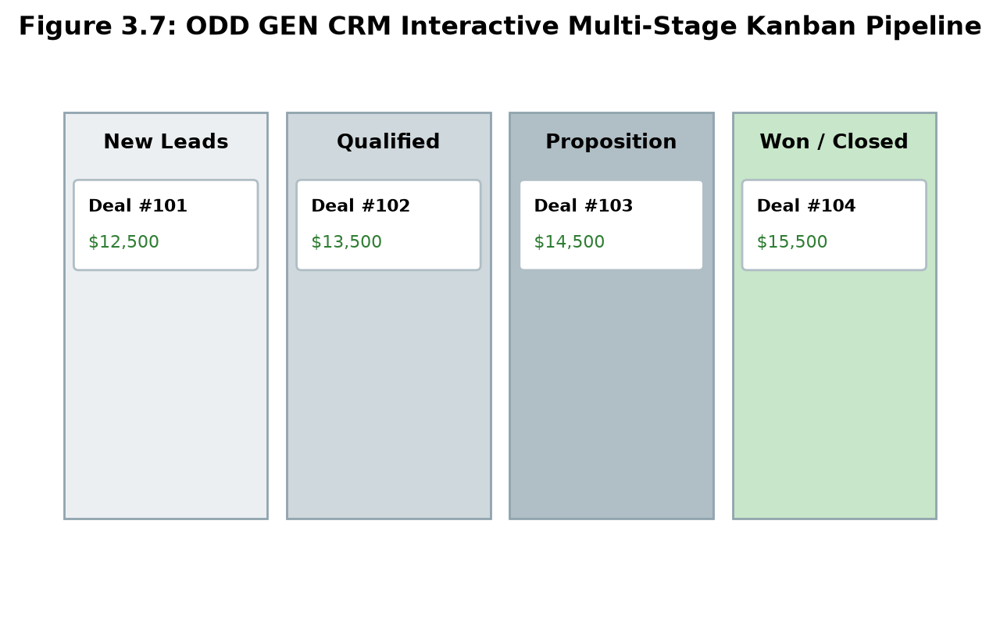 Figure 3.7: ODD GEN CRM Interactive Multi-Stage Kanban Pipeline
New Leads
Deal #101
$12,500
Qualified
Deal #102
$13,500
Proposition
Deal #103
$14,500
Won / Closed
Deal #104
$15,500